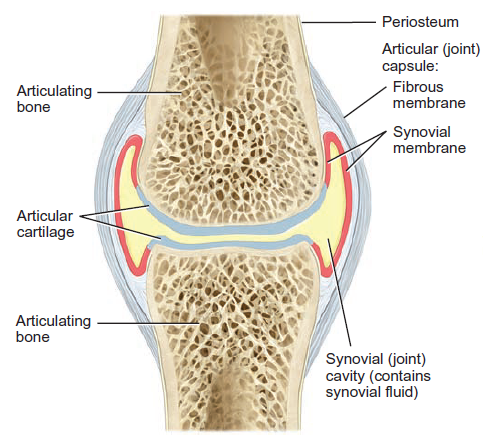 Periosteum
Articular (joint)
capsule:
Fibrous
membrane
Synovial
membrane
Articulating
bone
Articular
cartilage
Articulating
bone
Synovial (joint)
cavity (contains
synovial fluid)